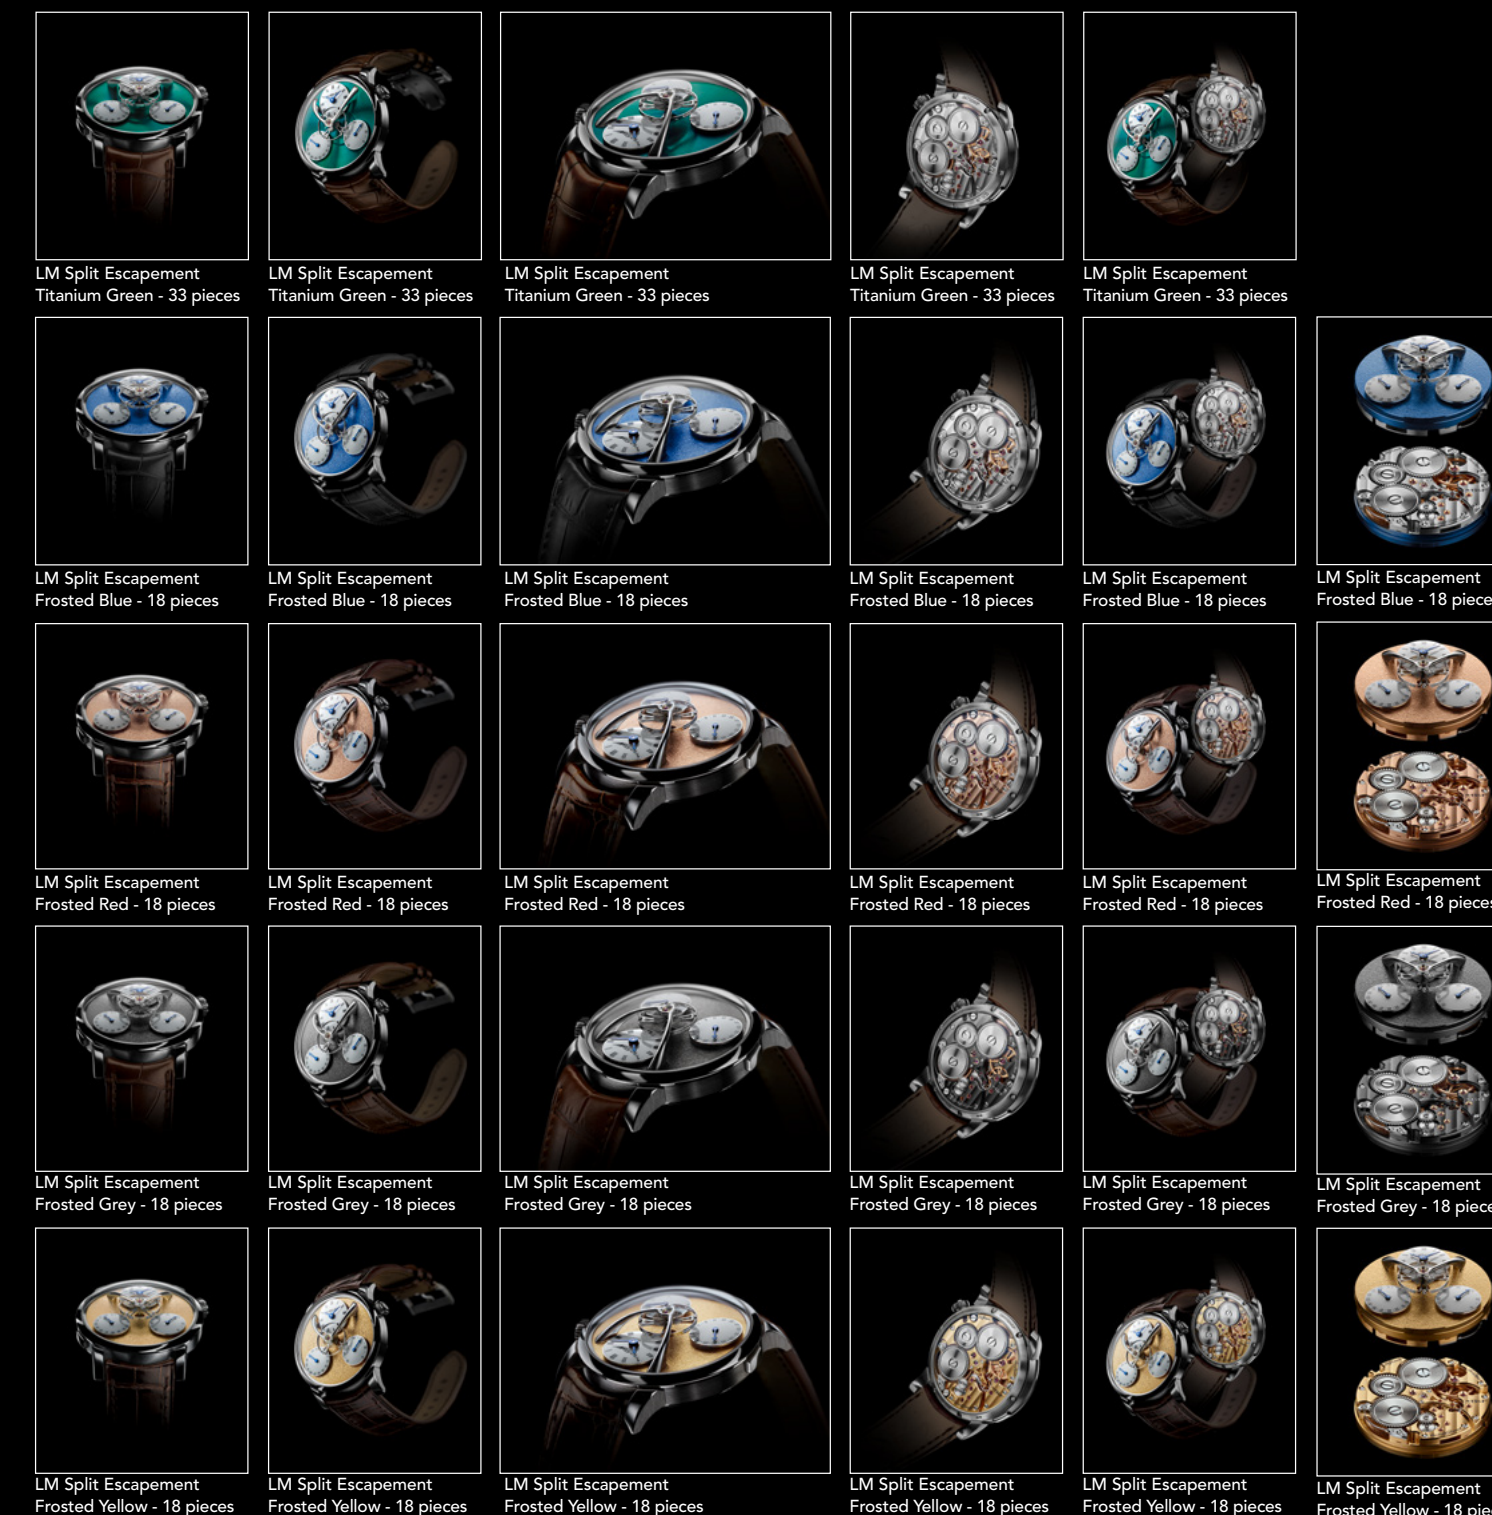 LM Split Escapement
Titanium Green - 33 pieces
LM Split Escapement
Titanium Green - 33 pieces
LM Split Escapement
Titanium Green - 33 pieces
LM Split Escapement
Titanium Green - 33 pieces
LM Split Escapement
Titanium Green - 33 pieces
LM Split Escapement
Frosted Blue - 18 pieces
LM Split Escapement
Frosted Blue - 18 pieces
LM Split Escapement
Frosted Blue - 18 pieces
LM Split Escapement
Frosted Blue - 18 pieces
LM Split Escapement
Frosted Blue - 18 pieces
LM Split Escapement
Frosted Blue - 18 piece
LM Split Escapement
Frosted Red - 18 pieces
LM Split Escapement
Frosted Red - 18 pieces
LM Split Escapement
Frosted Red - 18 pieces
LM Split Escapement
Frosted Red - 18 pieces
LM Split Escapement
Frosted Red - 18 pieces
LM Split Escapement
Frosted Red - 18 pieces
LM Split Escapement
Frosted Grey - 18 pieces
LM Split Escapement
Frosted Grey - 18 pieces
LM Split Escapement
Frosted Grey - 18 pieces
LM Split Escapement
Frosted Grey - 18 pieces
LM Split Escapement
Frosted Grey - 18 pieces
LM Split Escapement
Frosted Grey - 18 piece
LM Split Escapement
Frosted Yellow - 18 pieces
LM Split Escapement
Frosted Yellow - 18 pieces
LM Split Escapement
Frosted Yellow - 18 pieces
LM Split Escapement
Frosted Yellow - 18 pieces
LM Split Escapement
Frosted Yellow - 18 pieces
LM Split Escapement
Frosted Yellow - 18 pie